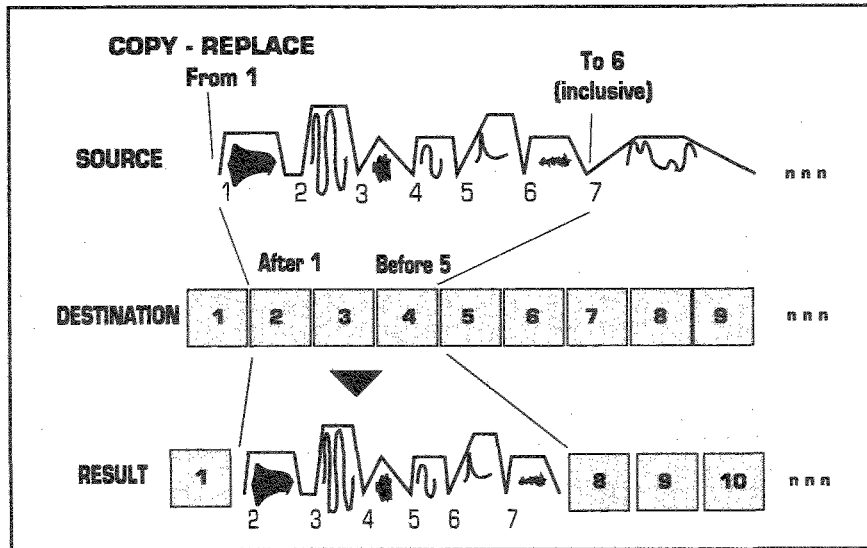 COPY - REPLACE
From 1
To 6
(inclusive)
SOURCE
1 2 3 4 5 6 7 n n n
After 1 Before 5
DESTINATION 1 2 3 4 5 6 7 8 9 n n n
RESULT 1 8 9 10 n n n
2 3 4 5 6 7